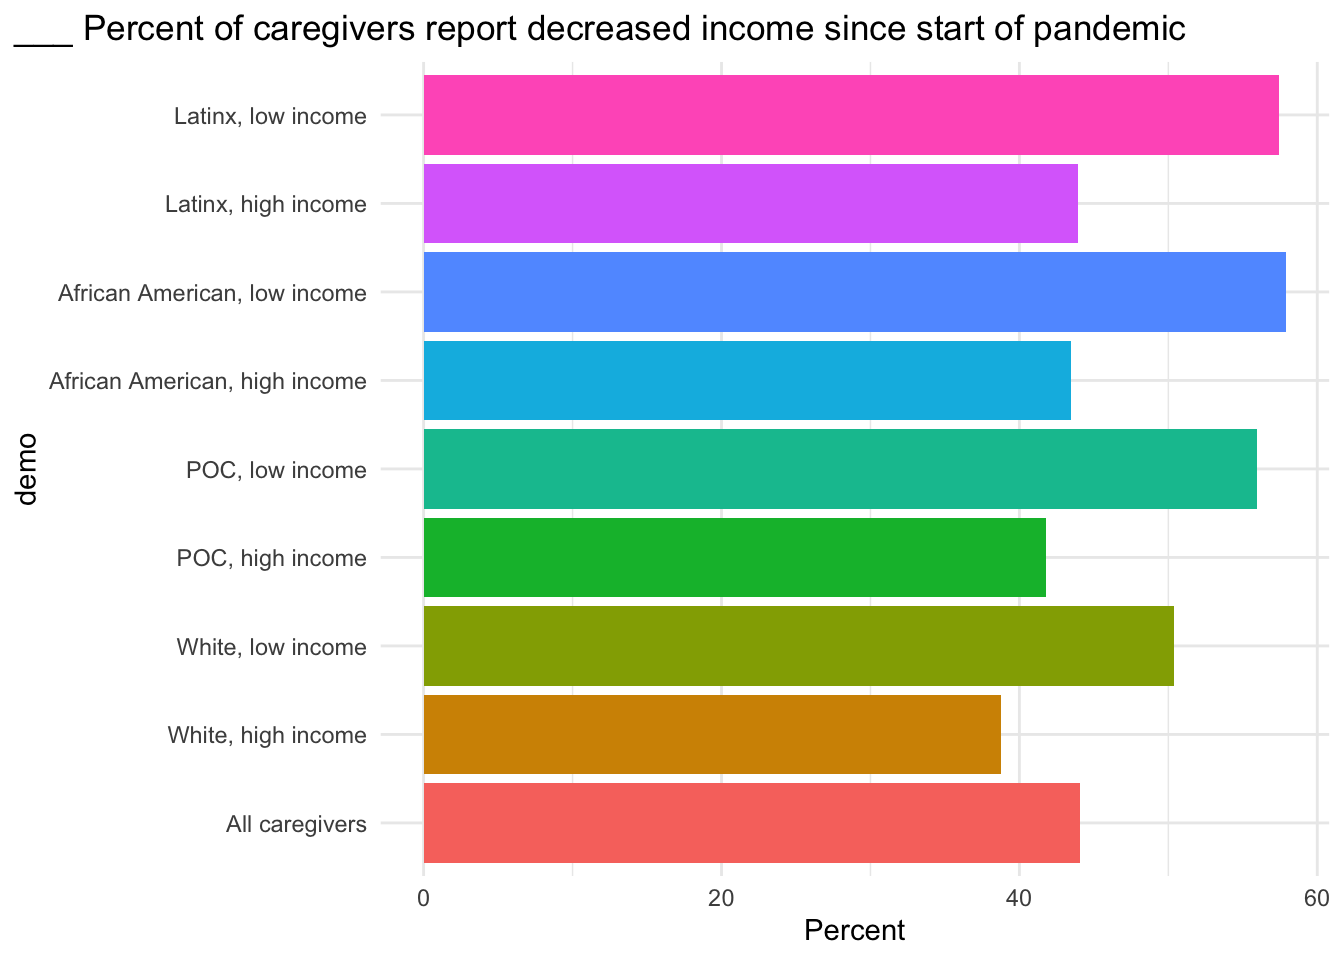 ___ Percent of caregivers report decreased income since start of pandemic
Latinx, low income
Latinx, high income
African American, low income
African American, high income
POC, low income
POC, high income
White, low income
White, high income
All caregivers
demo
0 20 40 60
Percent